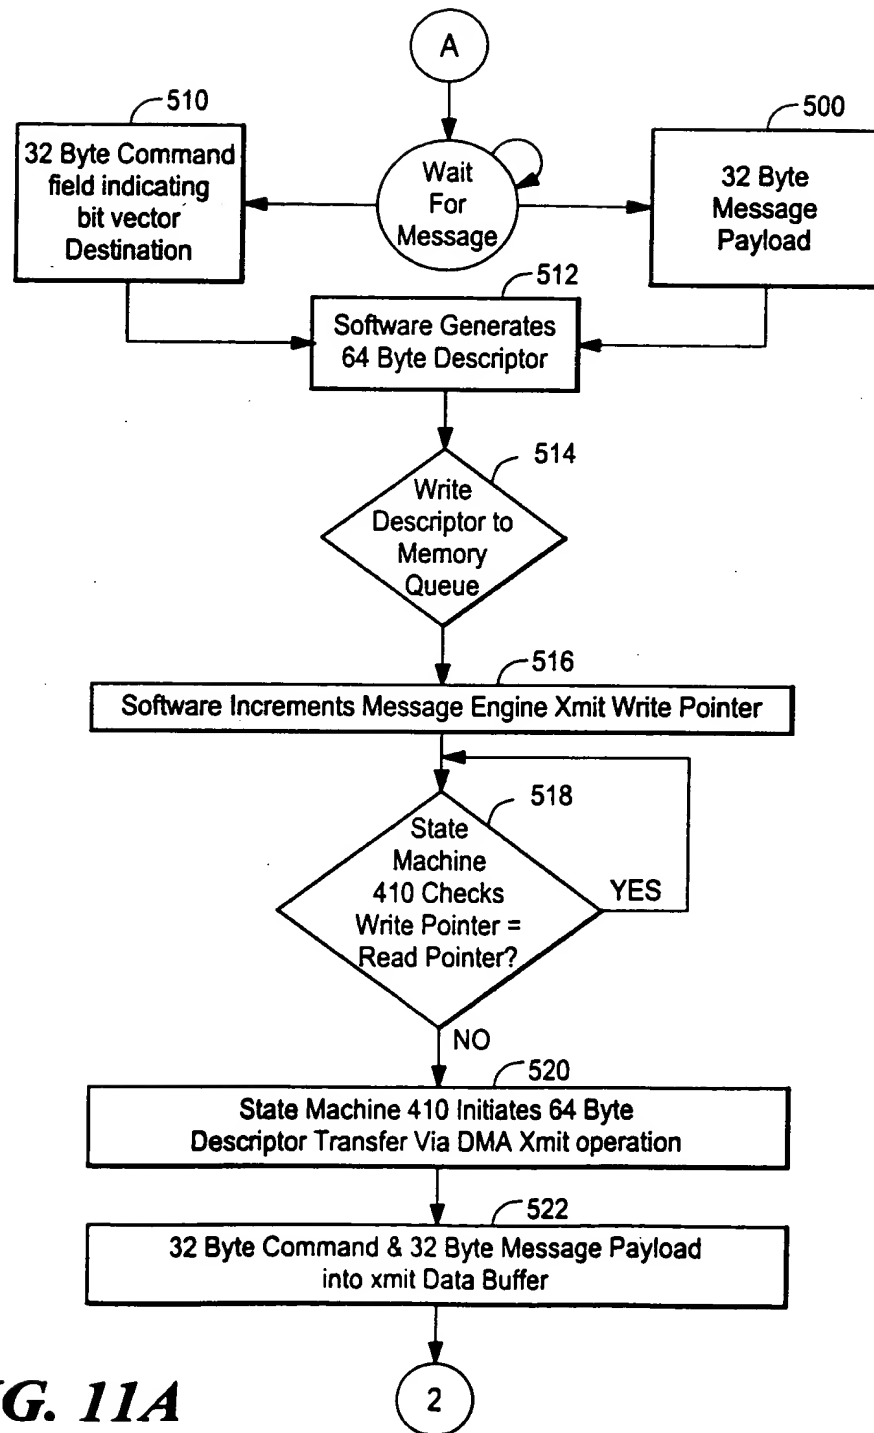 A
510
32 Byte Command
field indicating
bit vector
Destination
Wait
For
Message
500
32 Byte
Message
Payload
512
Software Generates
64 Byte Descriptor
514
Write
Descriptor to
Memory
Queue
516
Software Increments Message Engine Xmit Write Pointer
518
State
Machine
410 Checks
Write Pointer =
Read Pointer?
YES
NO
520
State Machine 410 Initiates 64 Byte
Descriptor Transfer Via DMA Xmit operation
522
32 Byte Command & 32 Byte Message Payload
into xmit Data Buffer
2
G. 11A